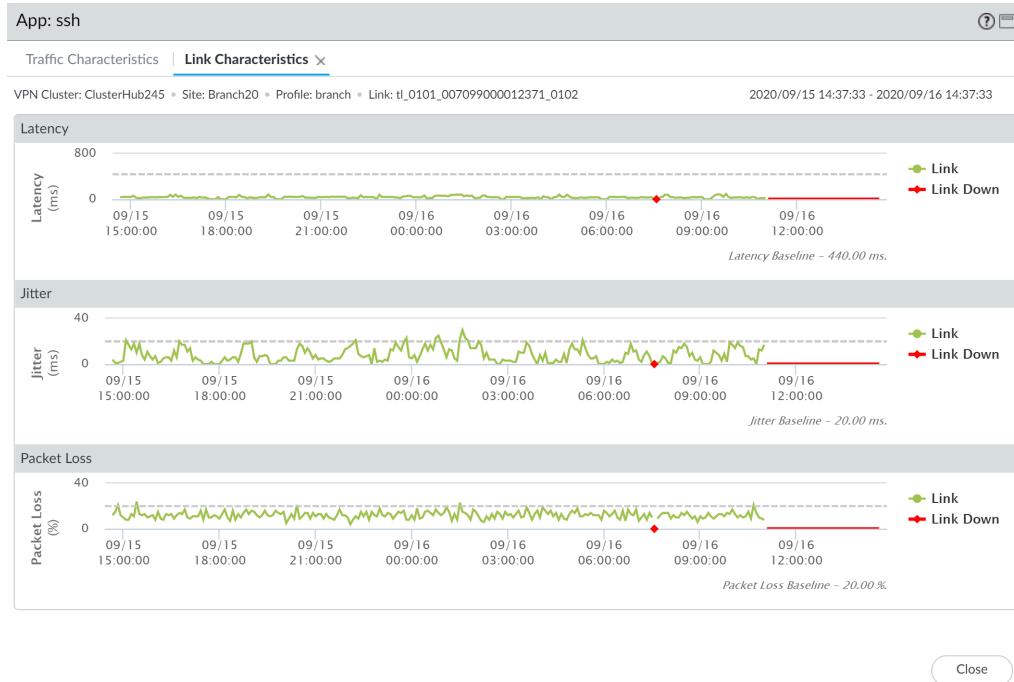 App: ssh
?
Traffic Characteristics | Link Characteristics ×
VPN Cluster: ClusterHub245 • Site: Branch20 • Profile: branch • Link: tl_0101_007099000012371_0102 2020/09/15 14:37:33 - 2020/09/16 14:37:33
Latency
Latency (ms)
800
0
Link
Link Down
09/15 09/15 09/15 09/16 09/16 09/16 09/16 09/16
15:00:00 18:00:00 21:00:00 00:00:00 03:00:00 06:00:00 09:00:00 12:00:00
Latency Baseline – 440.00 ms.
Jitter
Jitter (ms)
40
0
Link
Link Down
09/15 09/15 09/15 09/16 09/16 09/16 09/16 09/16
15:00:00 18:00:00 21:00:00 00:00:00 03:00:00 06:00:00 09:00:00 12:00:00
Jitter Baseline – 20.00 ms.
Packet Loss
Packet Loss (%)
40
0
Link
Link Down
09/15 09/15 09/15 09/16 09/16 09/16 09/16 09/16
15:00:00 18:00:00 21:00:00 00:00:00 03:00:00 06:00:00 09:00:00 12:00:00
Packet Loss Baseline – 20.00 %.
Close